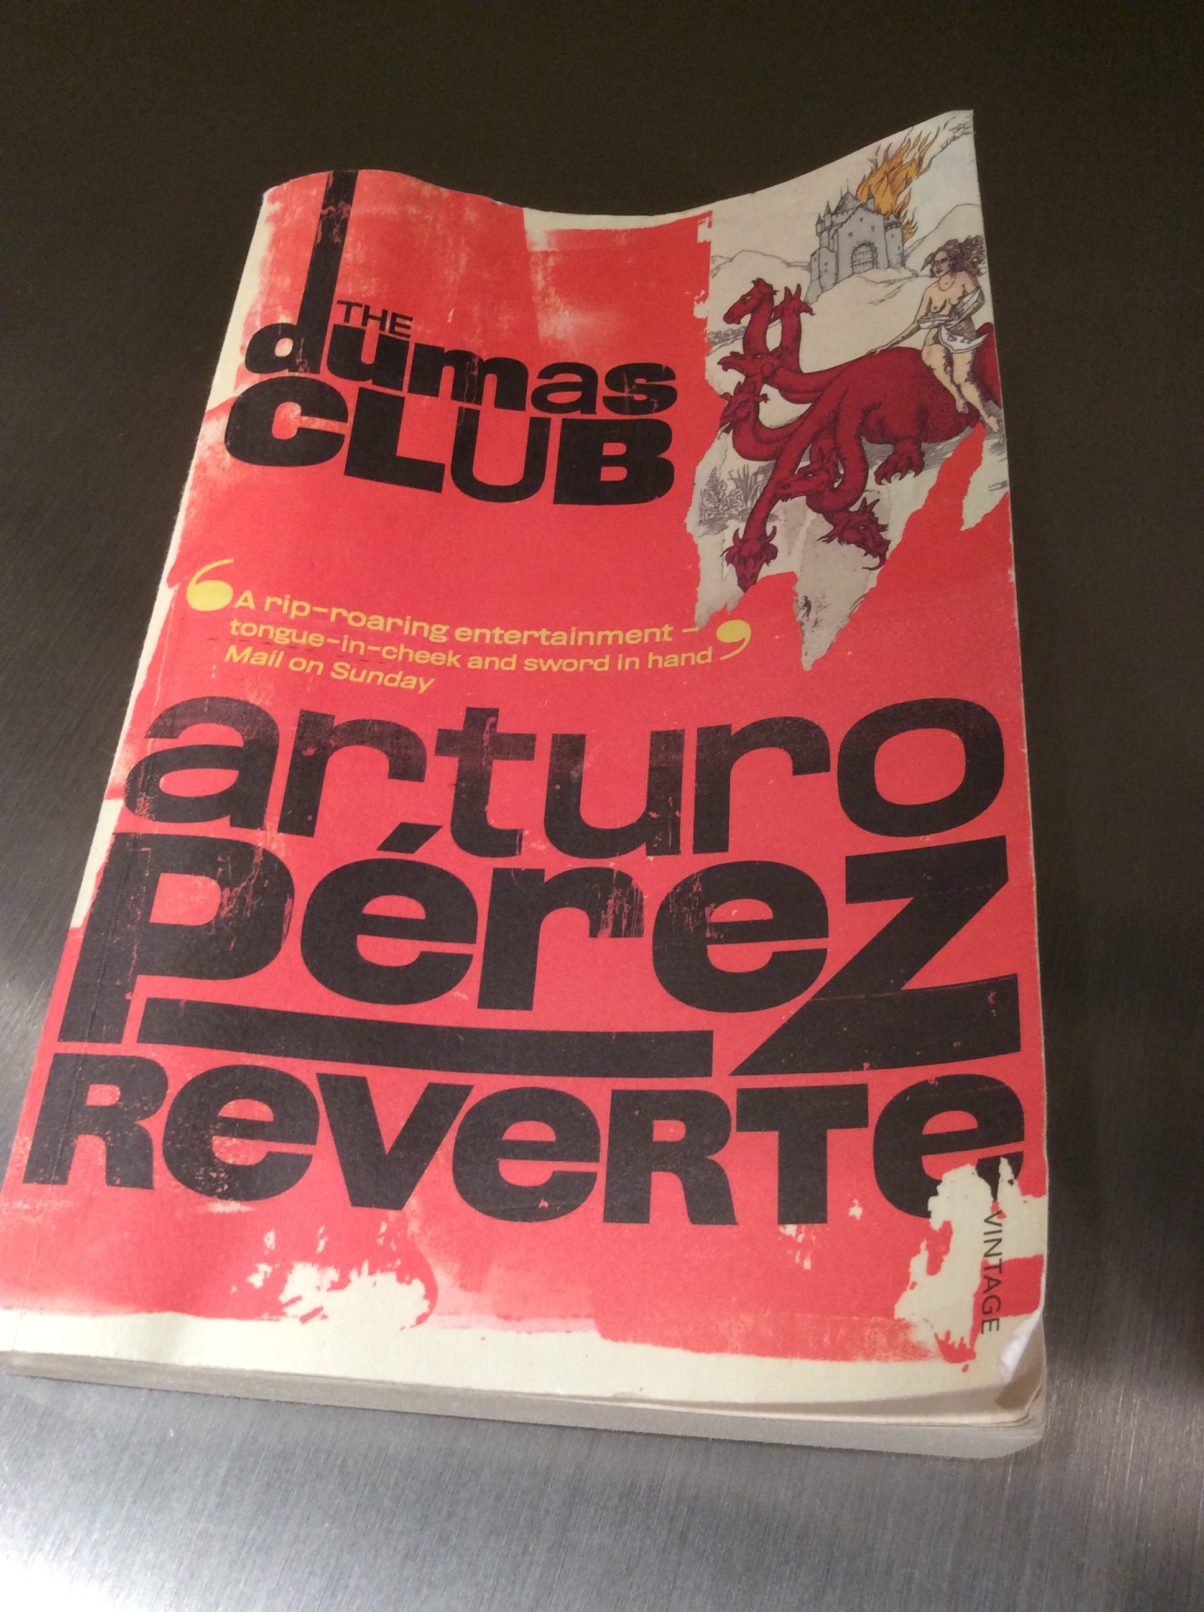 THE
dumas
CLUB
‘A rip-roaring entertainment –
tongue-in-cheek and sword in hand’
Mail on Sunday
arturo
Pérez
REVERTE
VINTAGE